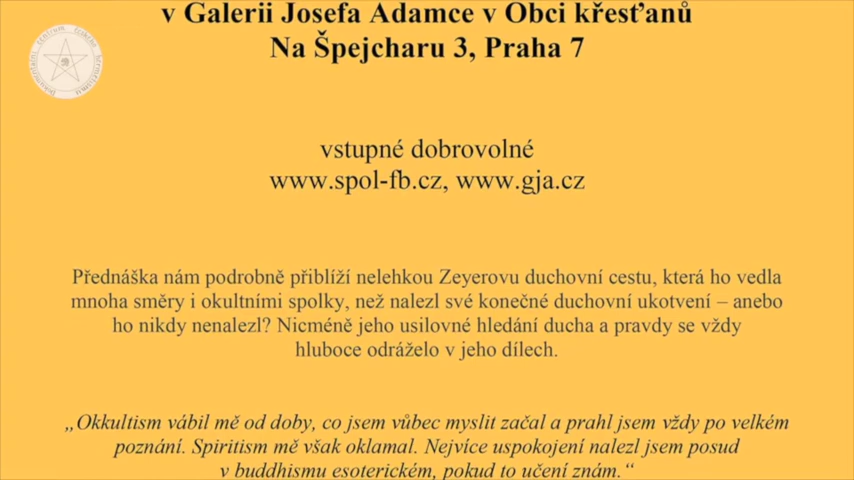 v Galerii Josefa Adamce v Obci křesťanů
Na Špejcharu 3, Praha 7
vstupné dobrovolné
www.spol-fb.cz, www.gja.cz
Přednáška nám podrobně přiblíží nelehkou Zeyerovu duchovní cestu, která ho vedla
mnoha směry i okultními spolky, než nalezl své konečné duchovní ukotvení – anebo
ho nikdy nenalezl? Nicméně jeho usilovné hledání ducha a pravdy se vždy
hluboce odráželo v jeho dílech.
„Okkultism vábil mě od doby, co jsem vůbec myslit začal a prahl jsem vždy po velkém
poznání. Spiritism mě však oklamal. Nejvíce uspokojení nalezl jsem posud
v buddhismu esoterickém, pokud to učení znám.“